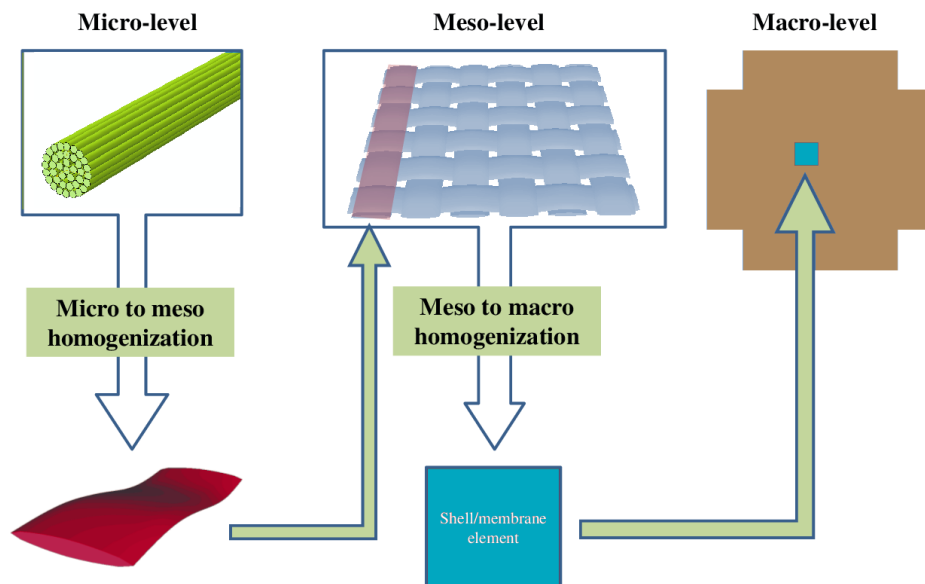 Micro-level
Meso-level
Macro-level
Micro to meso
homogenization
Meso to macro
homogenization
Shell/membrane
element